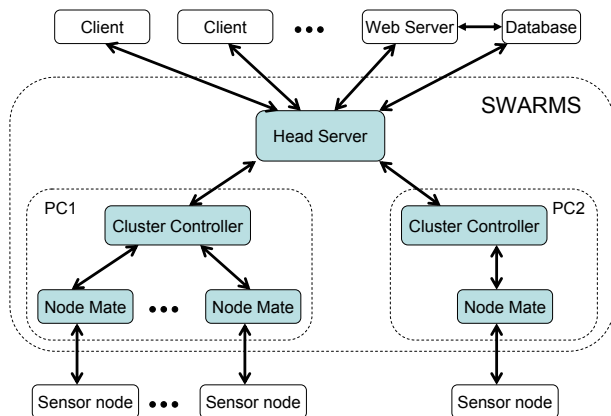 Client
Client
Web Server
Database
SWARMS
Head Server
PC1
Cluster Controller
Cluster Controller
PC2
Node Mate
Node Mate
Node Mate
Sensor node
Sensor node
Sensor node